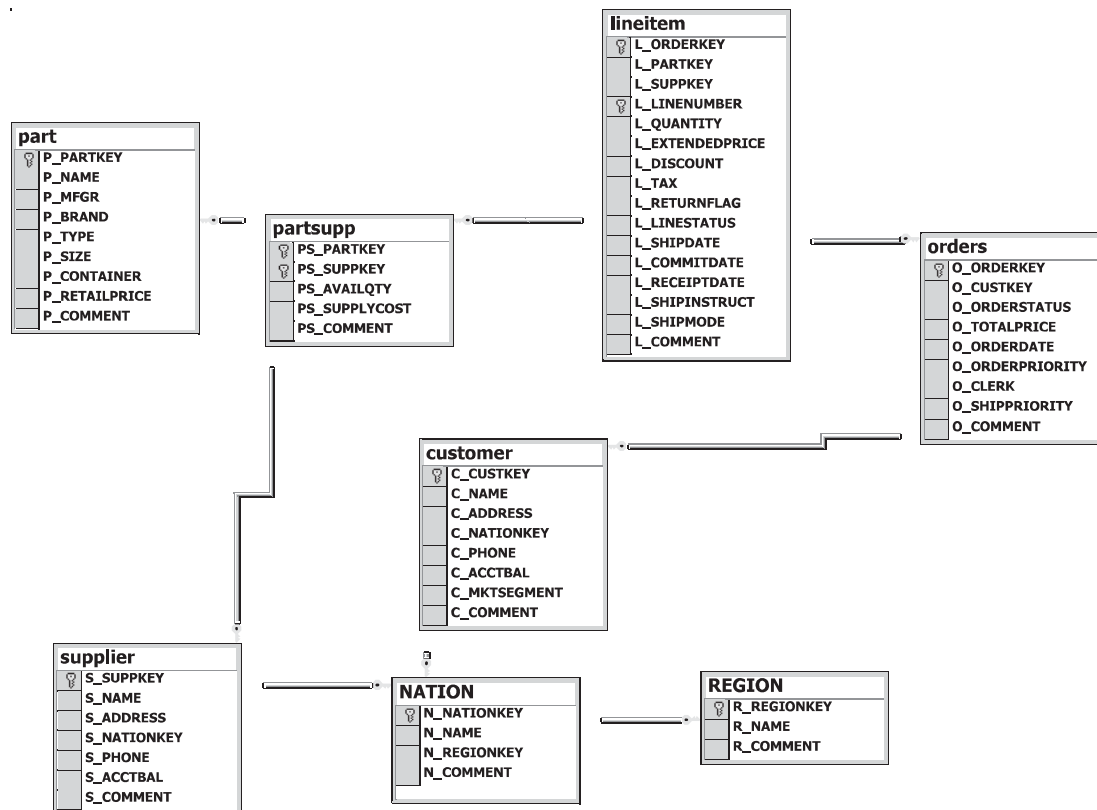 part
P_PARTKEY
P_NAME
P_MFGR
P_BRAND
P_TYPE
P_SIZE
P_CONTAINER
P_RETAILPRICE
P_COMMENT
partsupp
PS_PARTKEY
PS_SUPPKEY
PS_AVAILQTY
PS_SUPPLYCOST
PS_COMMENT
lineitem
L_ORDERKEY
L_PARTKEY
L_SUPPKEY
L_LINENUMBER
L_QUANTITY
L_EXTENDEDPRICE
L_DISCOUNT
L_TAX
L_RETURNFLAG
L_LINESTATUS
L_SHIPDATE
L_COMMITDATE
L_RECEIPTDATE
L_SHIPINSTRUCT
L_SHIPMODE
L_COMMENT
orders
O_ORDERKEY
O_CUSTKEY
O_ORDERSTATUS
O_TOTALPRICE
O_ORDERDATE
O_ORDERPRIORITY
O_CLERK
O_SHIPPRIORITY
O_COMMENT
customer
C_CUSTKEY
C_NAME
C_ADDRESS
C_NATIONKEY
C_PHONE
C_ACCTBAL
C_MKTSEGMENT
C_COMMENT
supplier
S_SUPPKEY
S_NAME
S_ADDRESS
S_NATIONKEY
S_PHONE
S_ACCTBAL
S_COMMENT
NATION
N_NATIONKEY
N_NAME
N_REGIONKEY
N_COMMENT
REGION
R_REGIONKEY
R_NAME
R_COMMENT